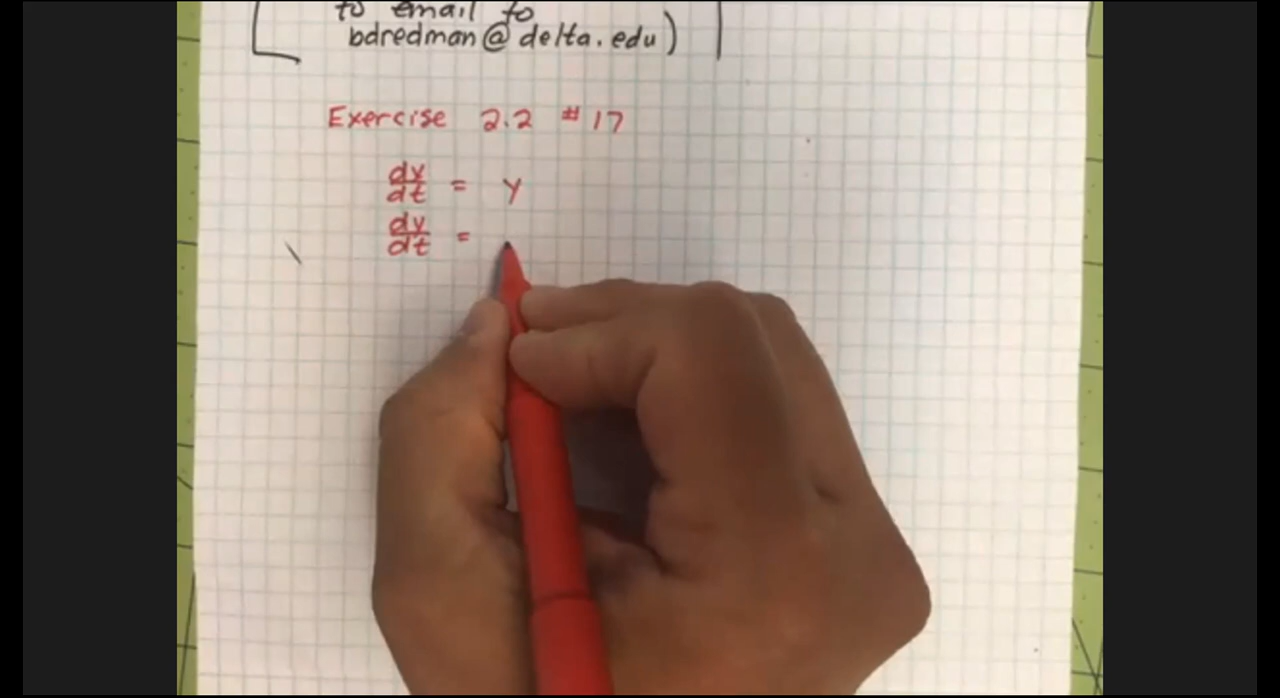 to email to
bdredman@delta.edu)
Exercise 2.2 #17
dy/dt = y
dy/dt =